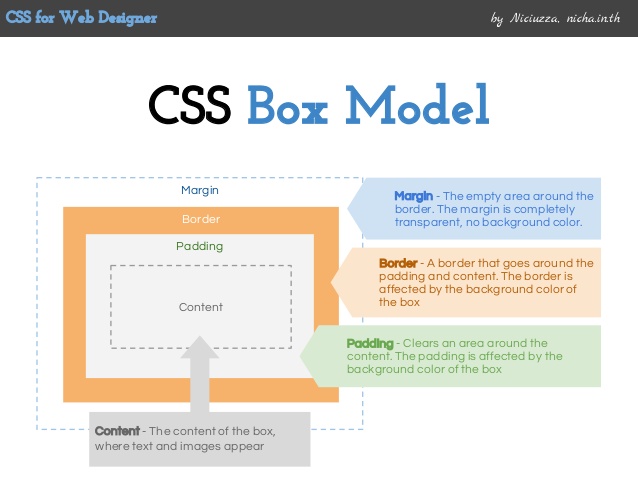 CSS for Web Designer
by Niciuzza, nicha.in.th
CSS Box Model
Margin
Border
Padding
Content
Margin - The empty area around the
border. The margin is completely
transparent, no background color.
Border - A border that goes around the
padding and content. The border is
affected by the background color of
the box
Padding - Clears an area around the
content. The padding is affected by the
background color of the box
Content - The content of the box,
where text and images appear